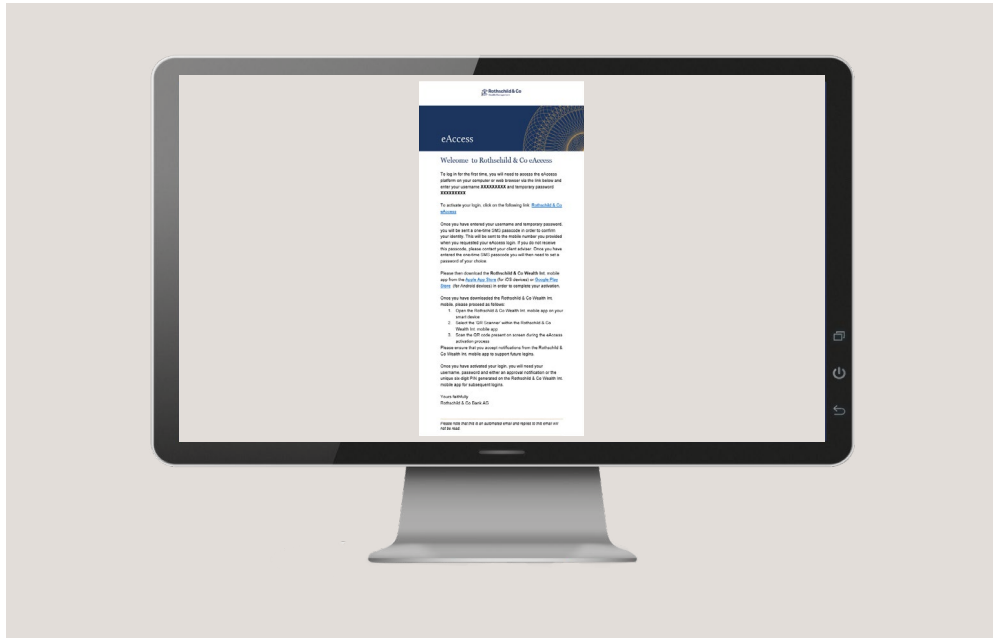 Rothschild & Co
eAccess
Welcome to Rothschild & Co eAccess
To log in for the first time, you will need to access the eAccess
platform on your computer or web browser via the link below and
enter your username XXXXXXXXX and temporary password
XXXXXXXXX
To activate your login, click on the following link: Rothschild & Co
eAccess
Once you have entered your username and temporary password,
you will be sent a one-time SMS passcode in order to confirm
your identity. This will be sent to the mobile number you provided
when you requested your eAccess login. If you do not receive
this passcode, please contact your client adviser. Once you have
entered the one-time SMS passcode you will then need to set a
password of your choice.
Please then download the Rothschild & Co Wealth Int. mobile
app from the Apple App Store (for iOS devices) or Google Play
Store (for Android devices) in order to complete your activation.
Once you have downloaded the Rothschild & Co Wealth Int.
mobile, please proceed as follows:
1. Open the Rothschild & Co Wealth Int. mobile app on your
smart device
2. Select the 'QR Scanner' within the Rothschild & Co
Wealth Int. mobile app
3. Scan the QR code present on screen during the eAccess
activation process
Please ensure that you accept notifications from the Rothschild &
Co Wealth Int. mobile app to support future logins.
Once you have activated your login, you will need your
username, password and either an approval notification or the
unique six-digit PIN generated on the Rothschild & Co Wealth Int.
mobile app for subsequent logins.
Yours faithfully
Rothschild & Co Bank AG
Please note that this is an automated email and replies to this email will
not be read.